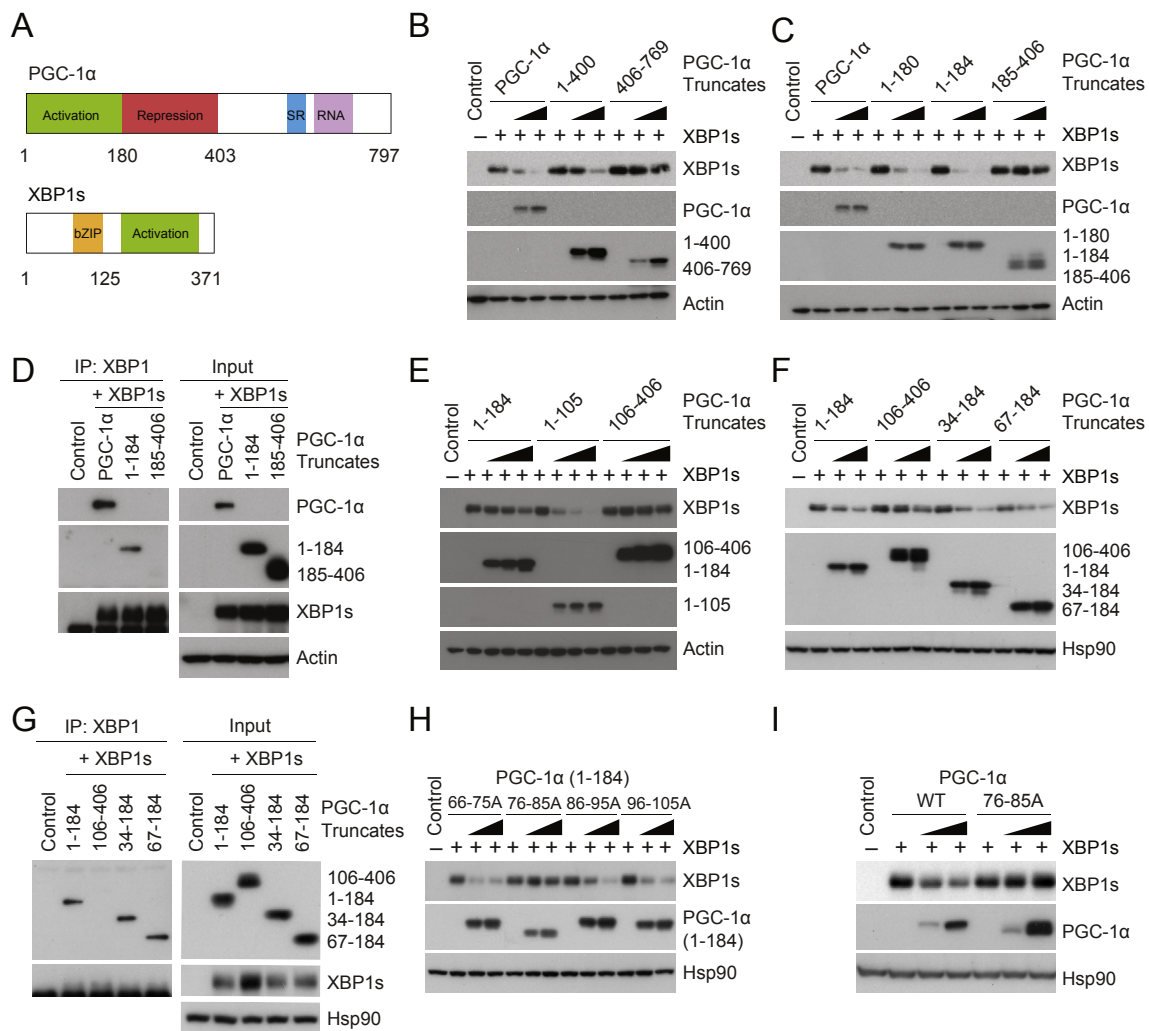 A
PGC-1α
Activation Repression SR RNA
1 180 403 797
XBP1s
bZIP Activation
1 125 371
B
Control PGC-1α 1-400 406-769 PGC-1α
Truncates
− + + + + + + + + + XBP1s
XBP1s
PGC-1α
1-400
406-769
Actin
C
Control PGC-1α 1-180 1-184 185-406 PGC-1α
Truncates
− + + + + + + + + + + + + XBP1s
XBP1s
PGC-1α
1-180
1-184
185-406
Actin
D
IP: XBP1 Input
+ XBP1s + XBP1s
Control PGC-1α 1-184 185-406 Control PGC-1α 1-184 185-406 PGC-1α
Truncates
PGC-1α
1-184
185-406
XBP1s
Actin
E
Control 1-184 1-105 106-406 PGC-1α
Truncates
− + + + + + + + + + + + + XBP1s
XBP1s
106-406
1-184
1-105
Actin
F
Control 1-184 106-406 34-184 67-184 PGC-1α
Truncates
− + + + + + + + + + + + + XBP1s
XBP1s
106-406
1-184
34-184
67-184
Hsp90
G
IP: XBP1 Input
+ XBP1s + XBP1s
Control 1-184 106-406 34-184 67-184 Control 1-184 106-406 34-184 67-184 PGC-1α
Truncates
106-406
1-184
34-184
67-184
XBP1s
Hsp90
H
Control PGC-1α (1-184)
66-75A 76-85A 86-95A 96-105A
− + + + + + + + + + + + + XBP1s
XBP1s
PGC-1α
(1-184)
Hsp90
I
Control PGC-1α
WT 76-85A
− + + + + + + XBP1s
XBP1s
PGC-1α
Hsp90